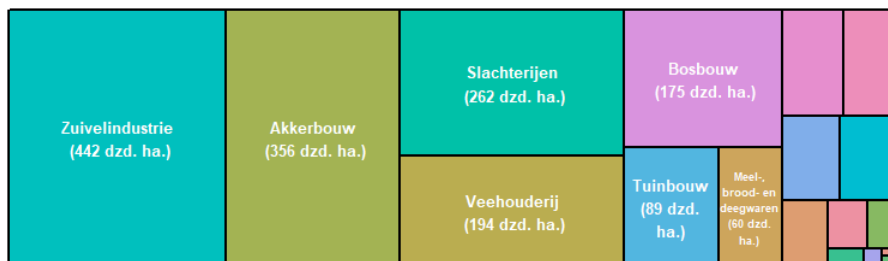 Zuivelindustrie
(442 dzd. ha.)
Akkerbouw
(356 dzd. ha.)
Slachterijen
(262 dzd. ha.)
Veehouderij
(194 dzd. ha.)
Bosbouw
(175 dzd. ha.)
Tuinbouw
(89 dzd.
ha.)
Meel-,
brood- en
deegwaren
(60 dzd.
ha.)